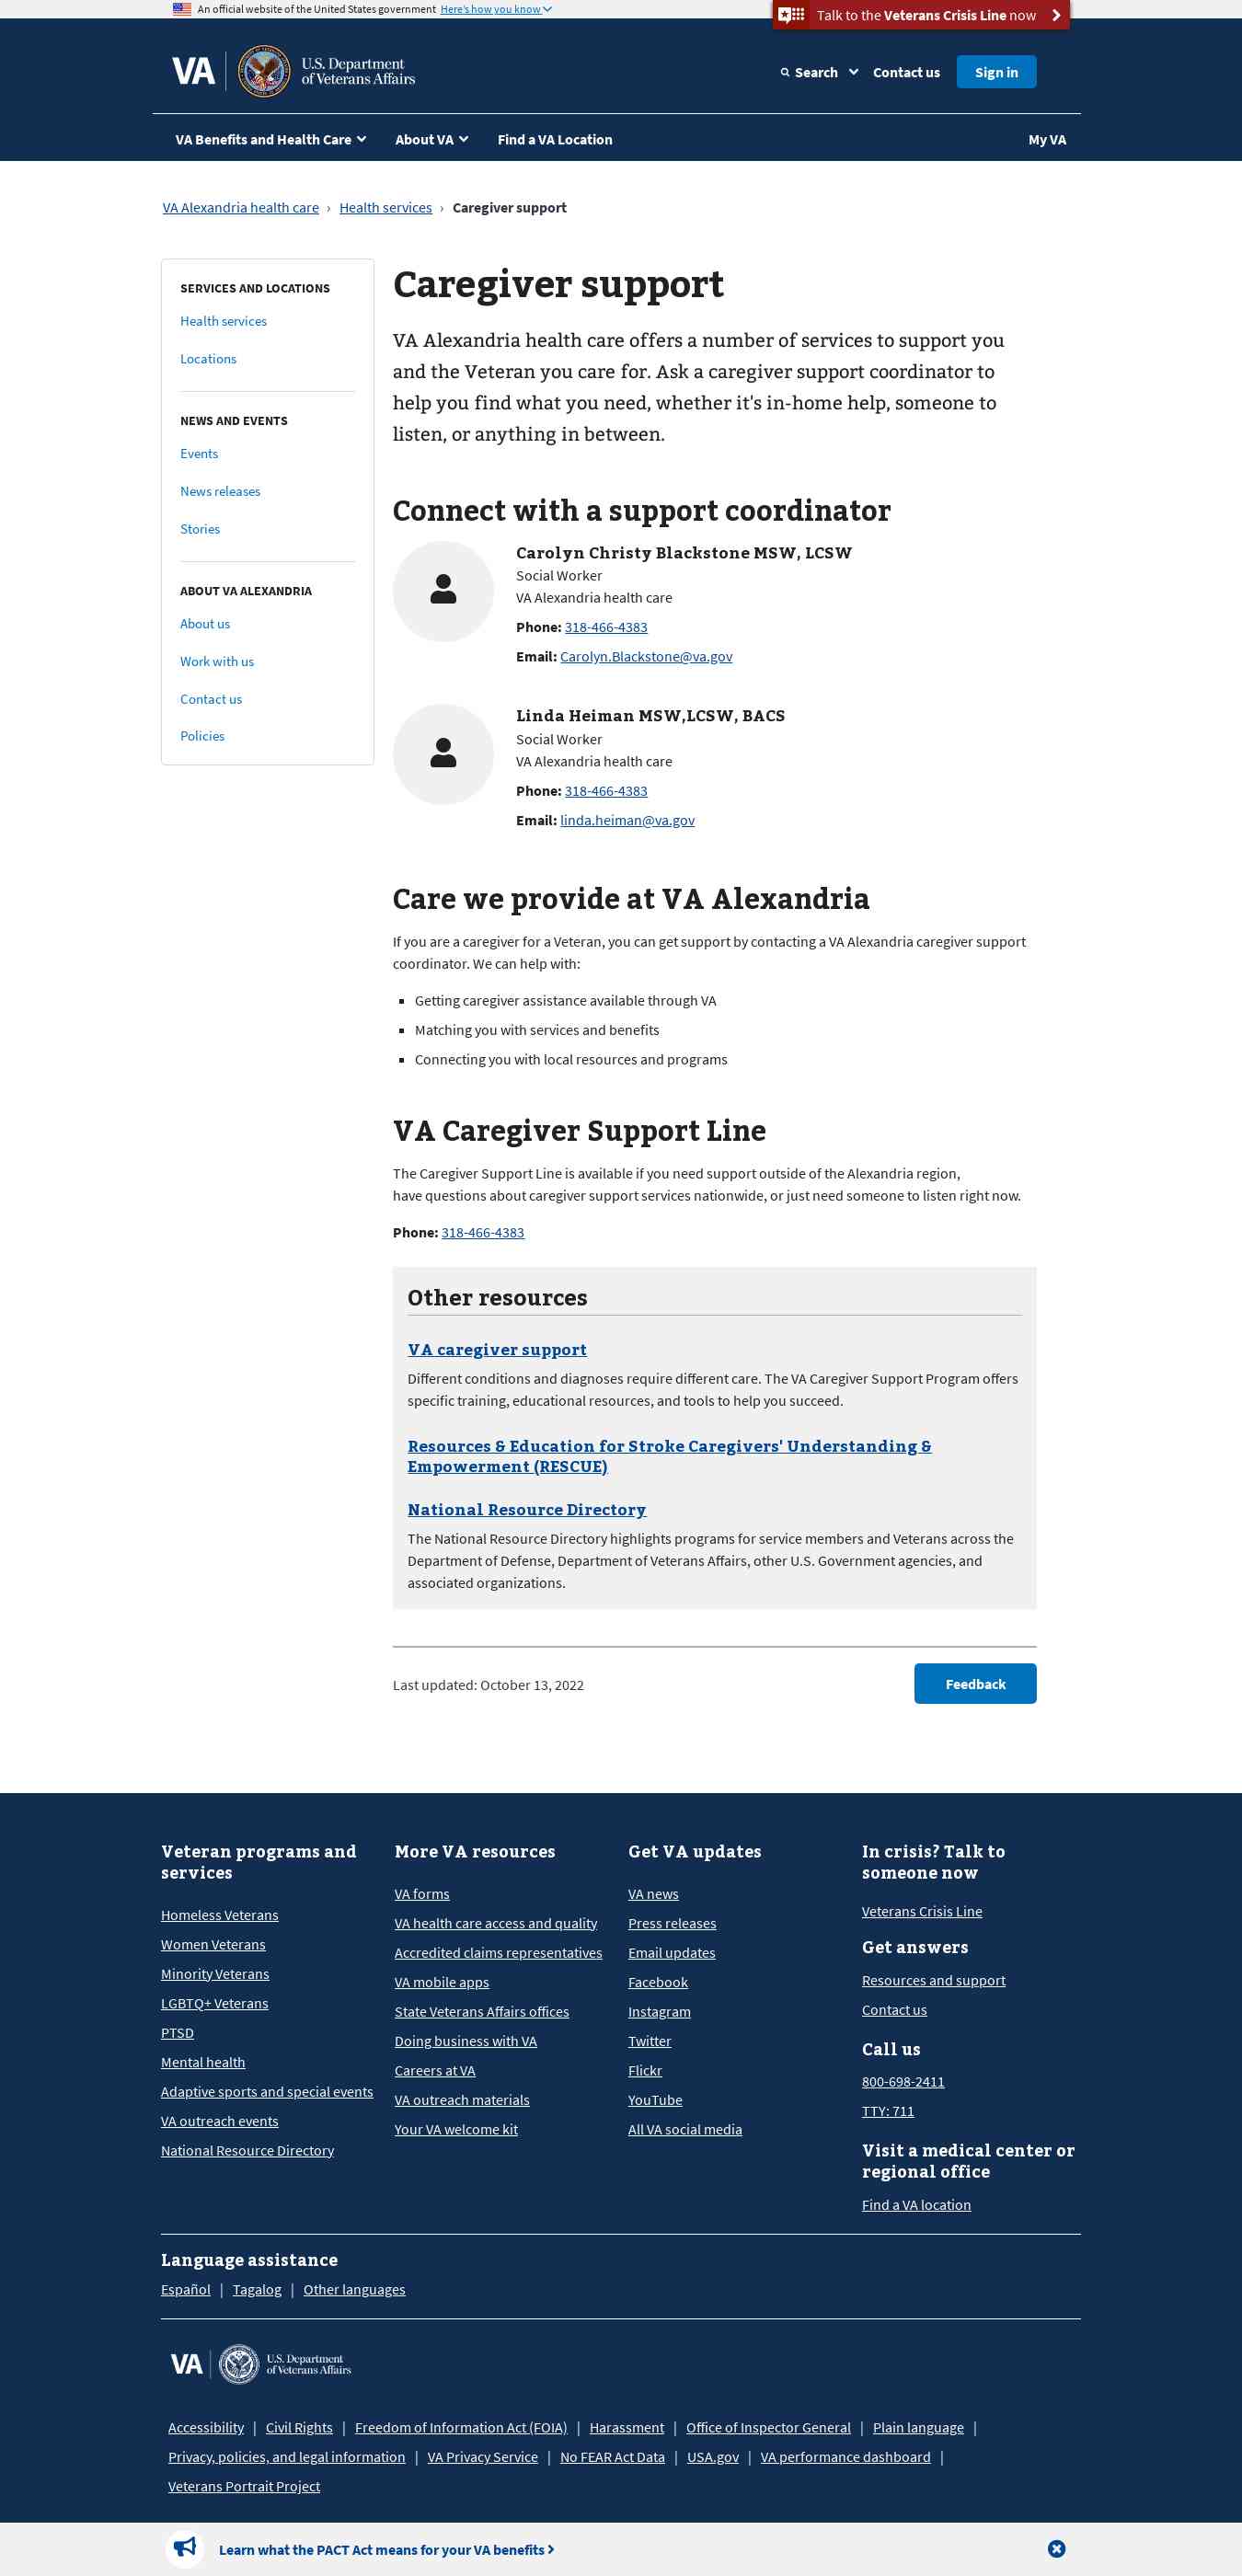 An official website of the United States government Here's how you know
Talk to the Veterans Crisis Line now
VA U.S. Department
of Veterans Affairs
Search Contact us Sign in
VA Benefits and Health Care About VA Find a VA Location My VA
VA Alexandria health care › Health services › Caregiver support
SERVICES AND LOCATIONS
Health services
Locations
NEWS AND EVENTS
Events
News releases
Stories
ABOUT VA ALEXANDRIA
About us
Work with us
Contact us
Policies
Caregiver support
VA Alexandria health care offers a number of services to support you
and the Veteran you care for. Ask a caregiver support coordinator to
help you find what you need, whether it's in-home help, someone to
listen, or anything in between.
Connect with a support coordinator
Carolyn Christy Blackstone MSW, LCSW
Social Worker
VA Alexandria health care
Phone: 318-466-4383
Email: Carolyn.Blackstone@va.gov
Linda Heiman MSW,LCSW, BACS
Social Worker
VA Alexandria health care
Phone: 318-466-4383
Email: linda.heiman@va.gov
Care we provide at VA Alexandria
If you are a caregiver for a Veteran, you can get support by contacting a VA Alexandria caregiver support
coordinator. We can help with:
▪ Getting caregiver assistance available through VA
▪ Matching you with services and benefits
▪ Connecting you with local resources and programs
VA Caregiver Support Line
The Caregiver Support Line is available if you need support outside of the Alexandria region,
have questions about caregiver support services nationwide, or just need someone to listen right now.
Phone: 318-466-4383
Other resources
VA caregiver support
Different conditions and diagnoses require different care. The VA Caregiver Support Program offers
specific training, educational resources, and tools to help you succeed.
Resources & Education for Stroke Caregivers' Understanding &
Empowerment (RESCUE)
National Resource Directory
The National Resource Directory highlights programs for service members and Veterans across the
Department of Defense, Department of Veterans Affairs, other U.S. Government agencies, and
associated organizations.
Last updated: October 13, 2022
Feedback
Veteran programs and
services
Homeless Veterans
Women Veterans
Minority Veterans
LGBTQ+ Veterans
PTSD
Mental health
Adaptive sports and special events
VA outreach events
National Resource Directory
More VA resources
VA forms
VA health care access and quality
Accredited claims representatives
VA mobile apps
State Veterans Affairs offices
Doing business with VA
Careers at VA
VA outreach materials
Your VA welcome kit
Get VA updates
VA news
Press releases
Email updates
Facebook
Instagram
Twitter
Flickr
YouTube
All VA social media
In crisis? Talk to
someone now
Veterans Crisis Line
Get answers
Resources and support
Contact us
Call us
800-698-2411
TTY: 711
Visit a medical center or
regional office
Find a VA location
Language assistance
Español | Tagalog | Other languages
VA U.S. Department
of Veterans Affairs
Accessibility | Civil Rights | Freedom of Information Act (FOIA) | Harassment | Office of Inspector General | Plain language |
Privacy, policies, and legal information | VA Privacy Service | No FEAR Act Data | USA.gov | VA performance dashboard |
Veterans Portrait Project
Learn what the PACT Act means for your VA benefits